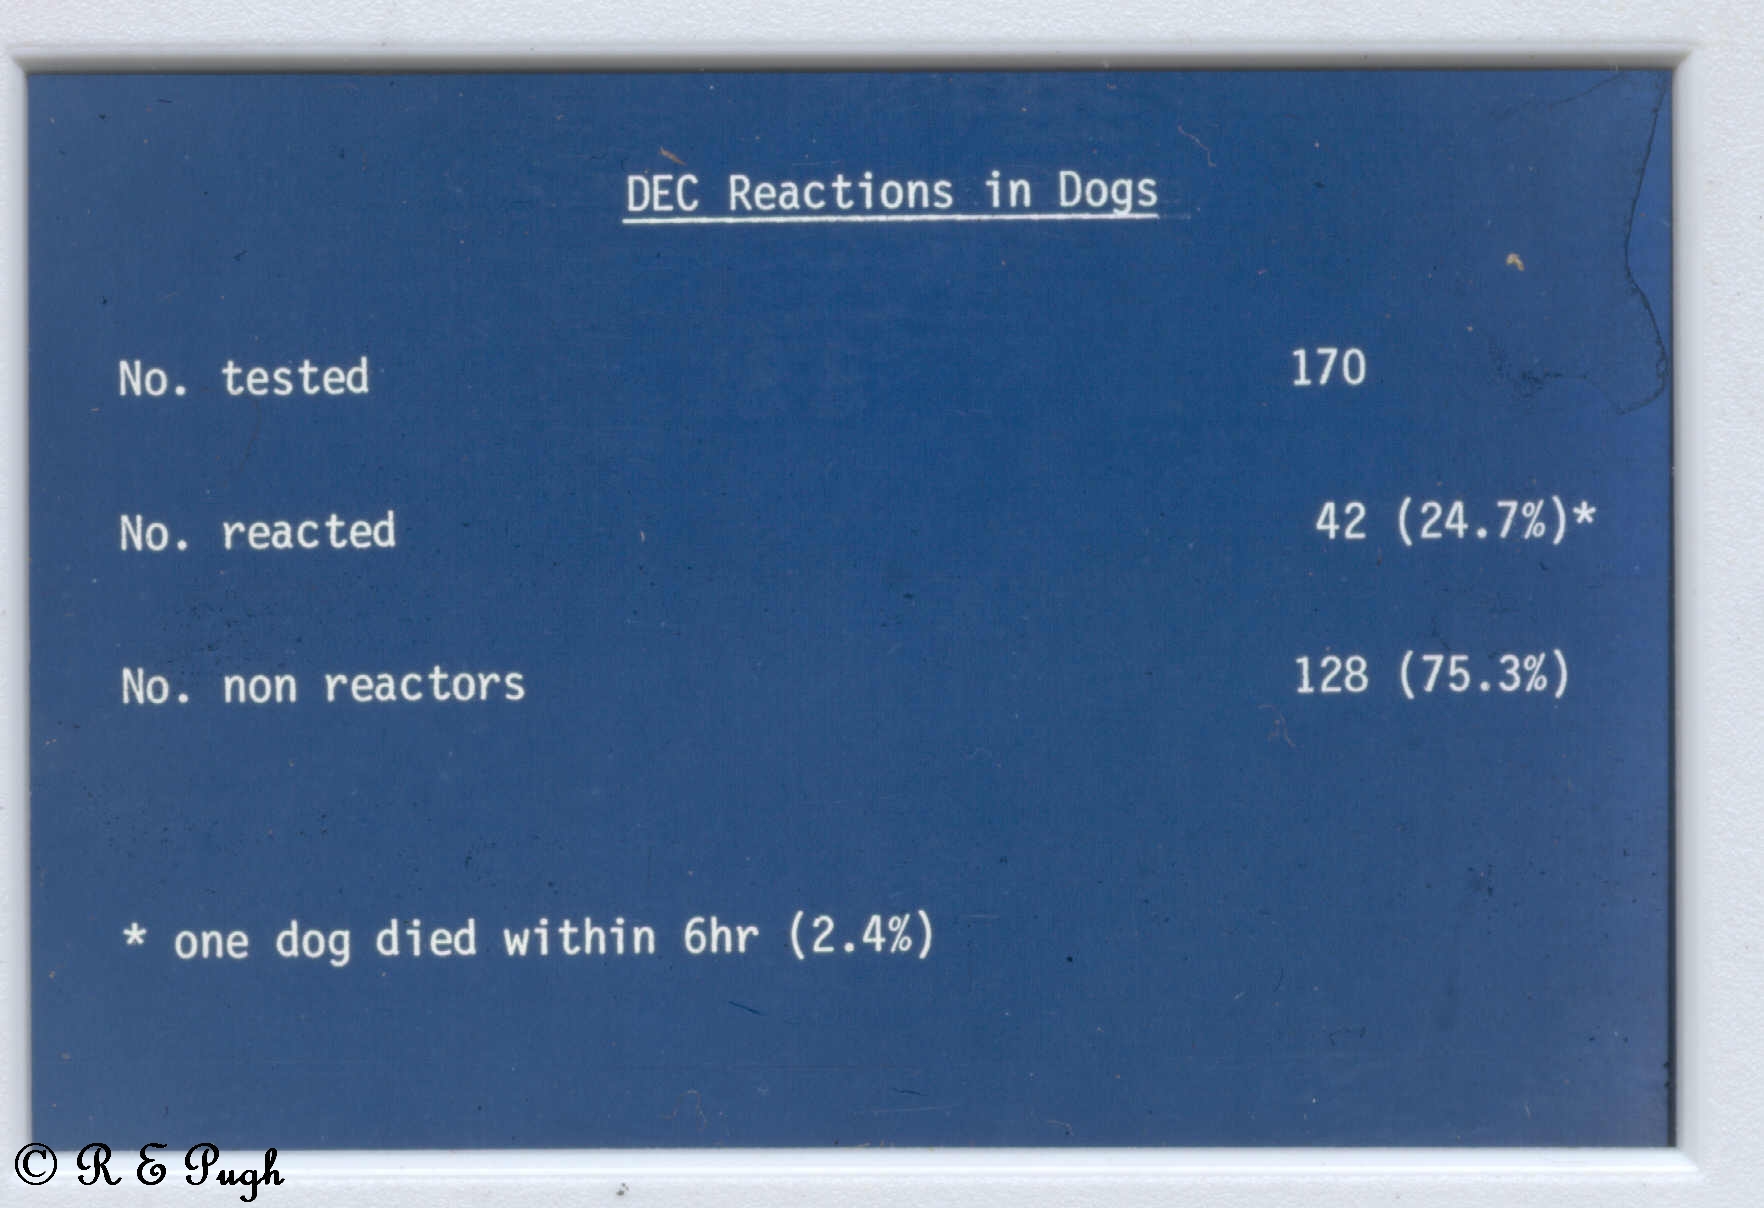 DEC Reactions in Dogs
No. tested 170
No. reacted 42 (24.7%)*
No. non reactors 128 (75.3%)
* one dog died within 6hr (2.4%)
© R E Pugh